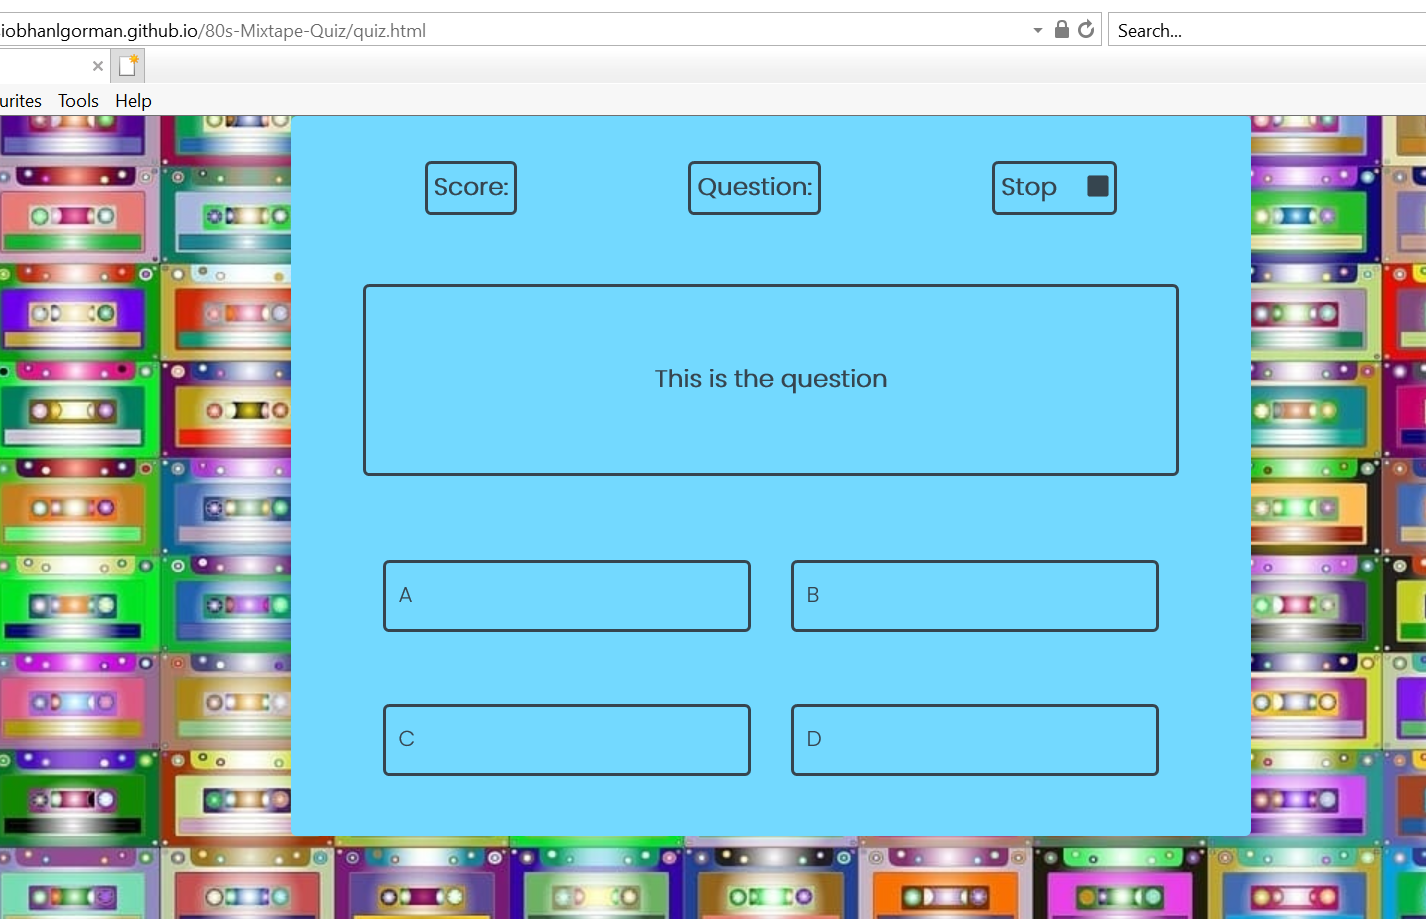 iobhanlgorman.github.io/80s-Mixtape-Quiz/quiz.html
Search...
urites Tools Help
Score:
Question:
Stop
This is the question
A
B
C
D